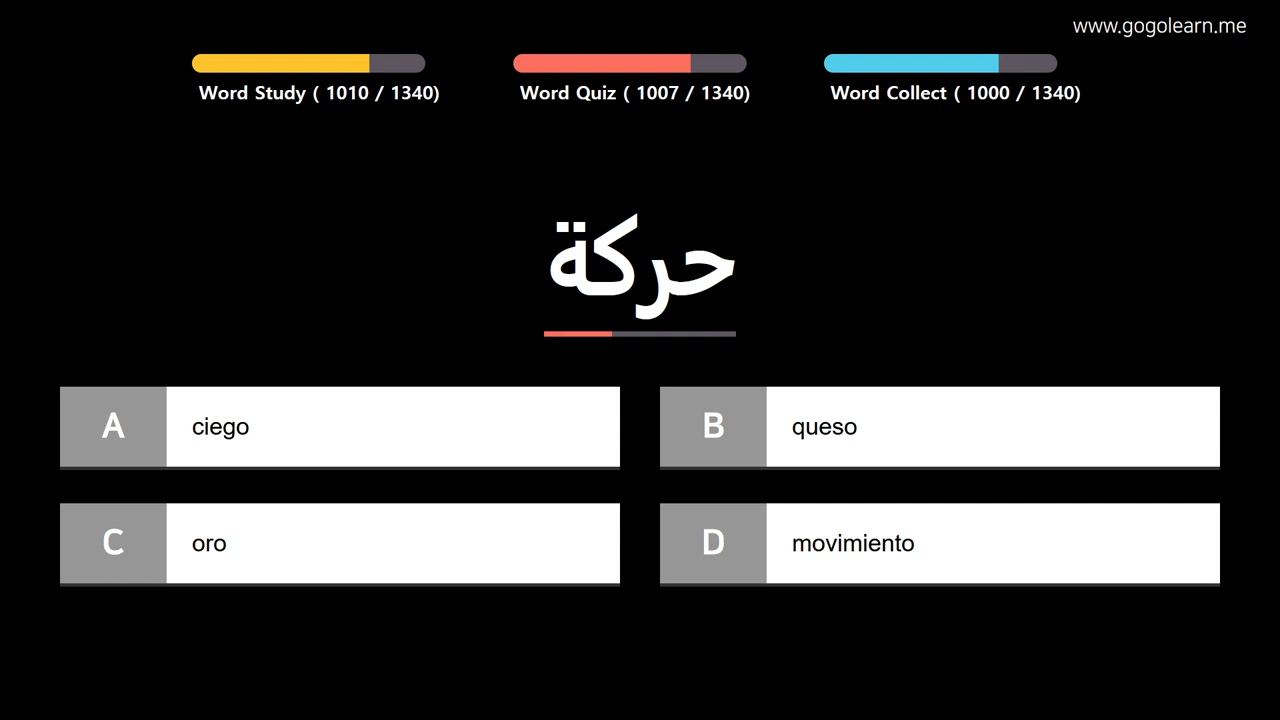 www.gogolearn.me
Word Study ( 1010 / 1340)
Word Quiz ( 1007 / 1340)
Word Collect ( 1000 / 1340)
حركة
A ciego
B queso
C oro
D movimiento